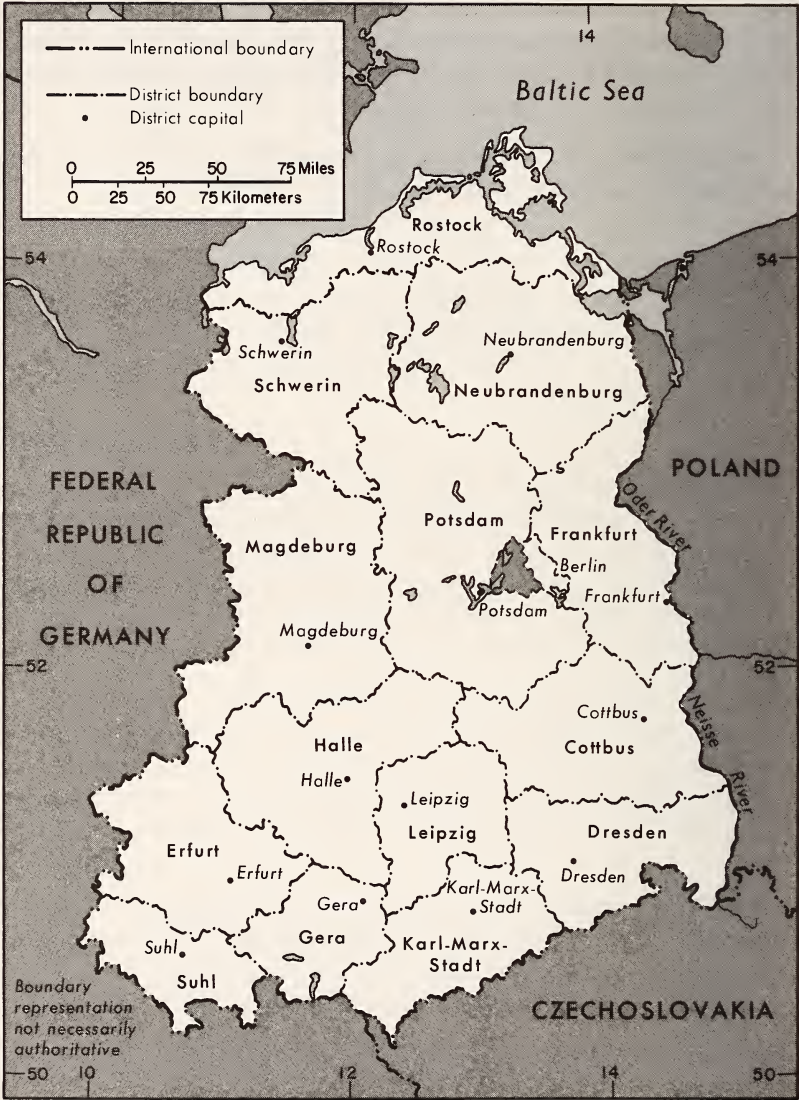 International boundary
District boundary
District capital
0 25 50 75 Miles
0 25 50 75 Kilometers
14
Baltic Sea
54
54
Rostock
Rostock
Schwerin
Schwerin
Neubrandenburg
Neubrandenburg
FEDERAL
REPUBLIC
OF
GERMANY
POLAND
Oder River
Potsdam
Frankfurt
Berlin
Frankfurt
Potsdam
Magdeburg
Magdeburg
52
52
Neisse River
Cottbus
Cottbus
Halle
Halle
Leipzig
Leipzig
Dresden
Dresden
Erfurt
Erfurt
Karl-Marx-
Stadt
Gera
Gera
Karl-Marx-
Stadt
Suhl
Suhl
Boundary
representation
not necessarily
authoritative
CZECHOSLOVAKIA
50
10
12
14
50